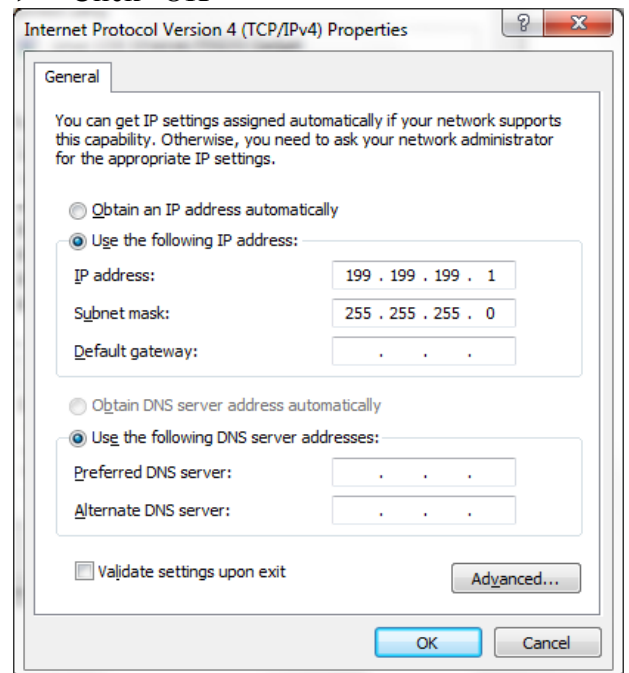 Internet Protocol Version 4 (TCP/IPv4) Properties
General
You can get IP settings assigned automatically if your network supports
this capability. Otherwise, you need to ask your network administrator
for the appropriate IP settings.
Obtain an IP address automatically
Use the following IP address:
IP address: 199 . 199 . 199 . 1
Subnet mask: 255 . 255 . 255 . 0
Default gateway: . . .
Obtain DNS server address automatically
Use the following DNS server addresses:
Preferred DNS server: . . .
Alternate DNS server: . . .
Validate settings upon exit
Advanced...
OK Cancel